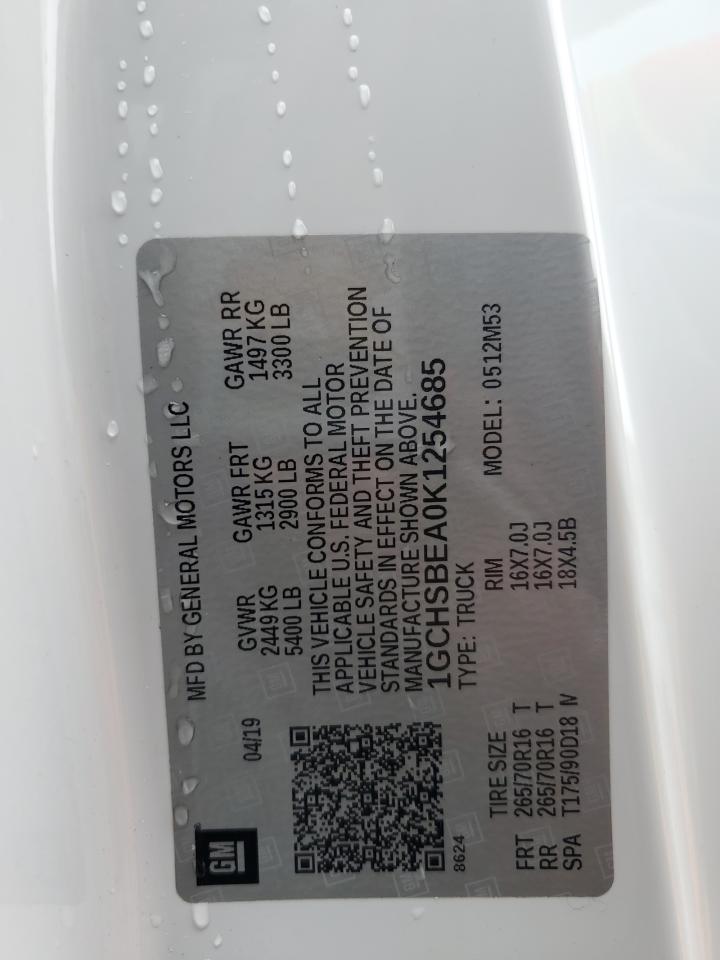 GM
MFD BY GENERAL MOTORS LLC
04/19
GVWR GAWR FRT GAWR RR
2449 KG 1315 KG 1497 KG
5400 LB 2900 LB 3300 LB
THIS VEHICLE CONFORMS TO ALL
APPLICABLE U.S. FEDERAL MOTOR
VEHICLE SAFETY AND THEFT PREVENTION
STANDARDS IN EFFECT ON THE DATE OF
MANUFACTURE SHOWN ABOVE.
1GCHSBEA0K1254685
8624
TYPE: TRUCK
TIRE SIZE RIM MODEL: 0512M53
FRT 265/70R16 T 16X7.0J
RR 265/70R16 T 16X7.0J
SPA T175/90D18 M 18X4.5B